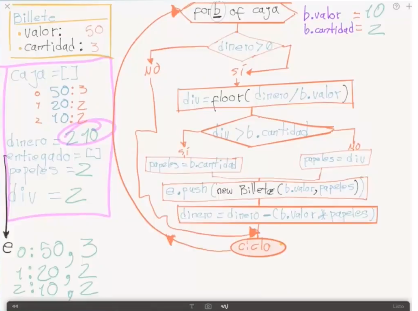 Billete
• valor: 50
• cantidad: 3
caja = []
0 50:3
1 20:2
2 10:2
dinero = 210
entregado = []
papeles = 2
div = 2
e 0:50, 3
1:20, 2
2:10, 2
for b of caja
dinero > 0
NO
SÍ
div = floor( dinero/b.valor)
div > b.cantidad
sí
NO
papeles = b.cantidad
papeles = div
e.push(new Billete(b.valor, papeles)
dinero = dinero - (b.valor * papeles)
ciclo
b.valor = 10
b.cantidad = 2